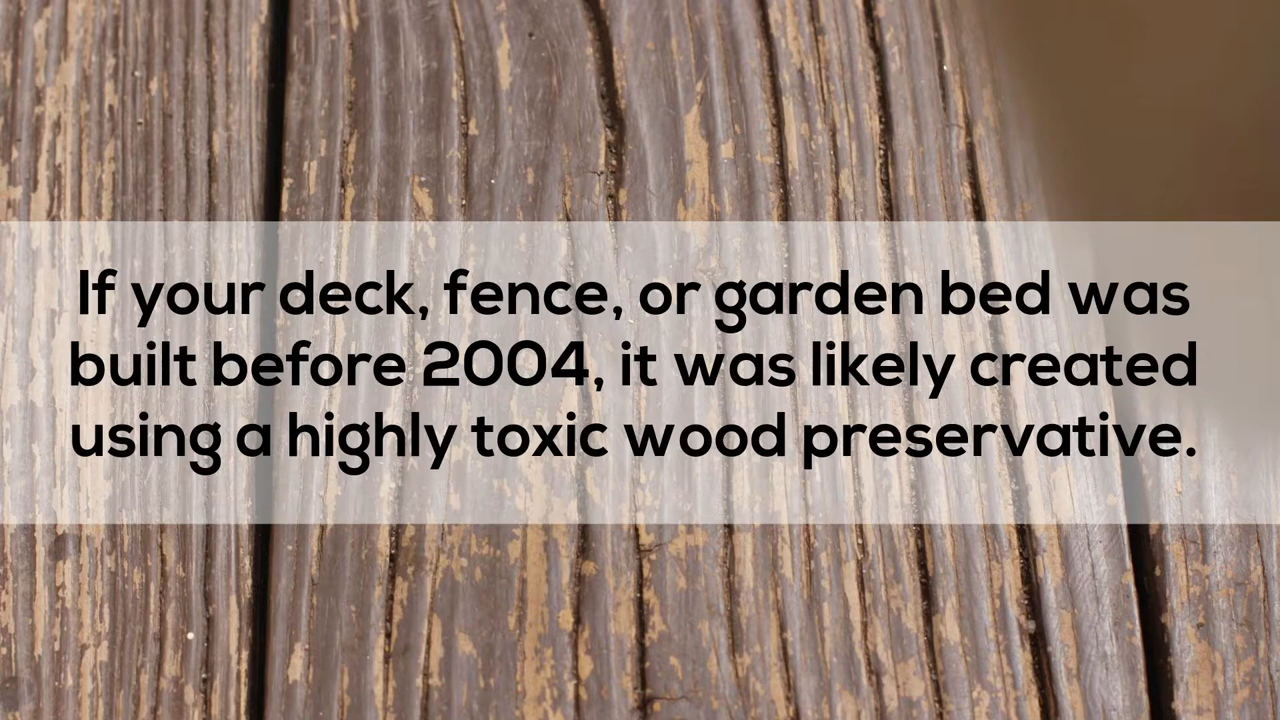 If your deck, fence, or garden bed was
built before 2004, it was likely created
using a highly toxic wood preservative.